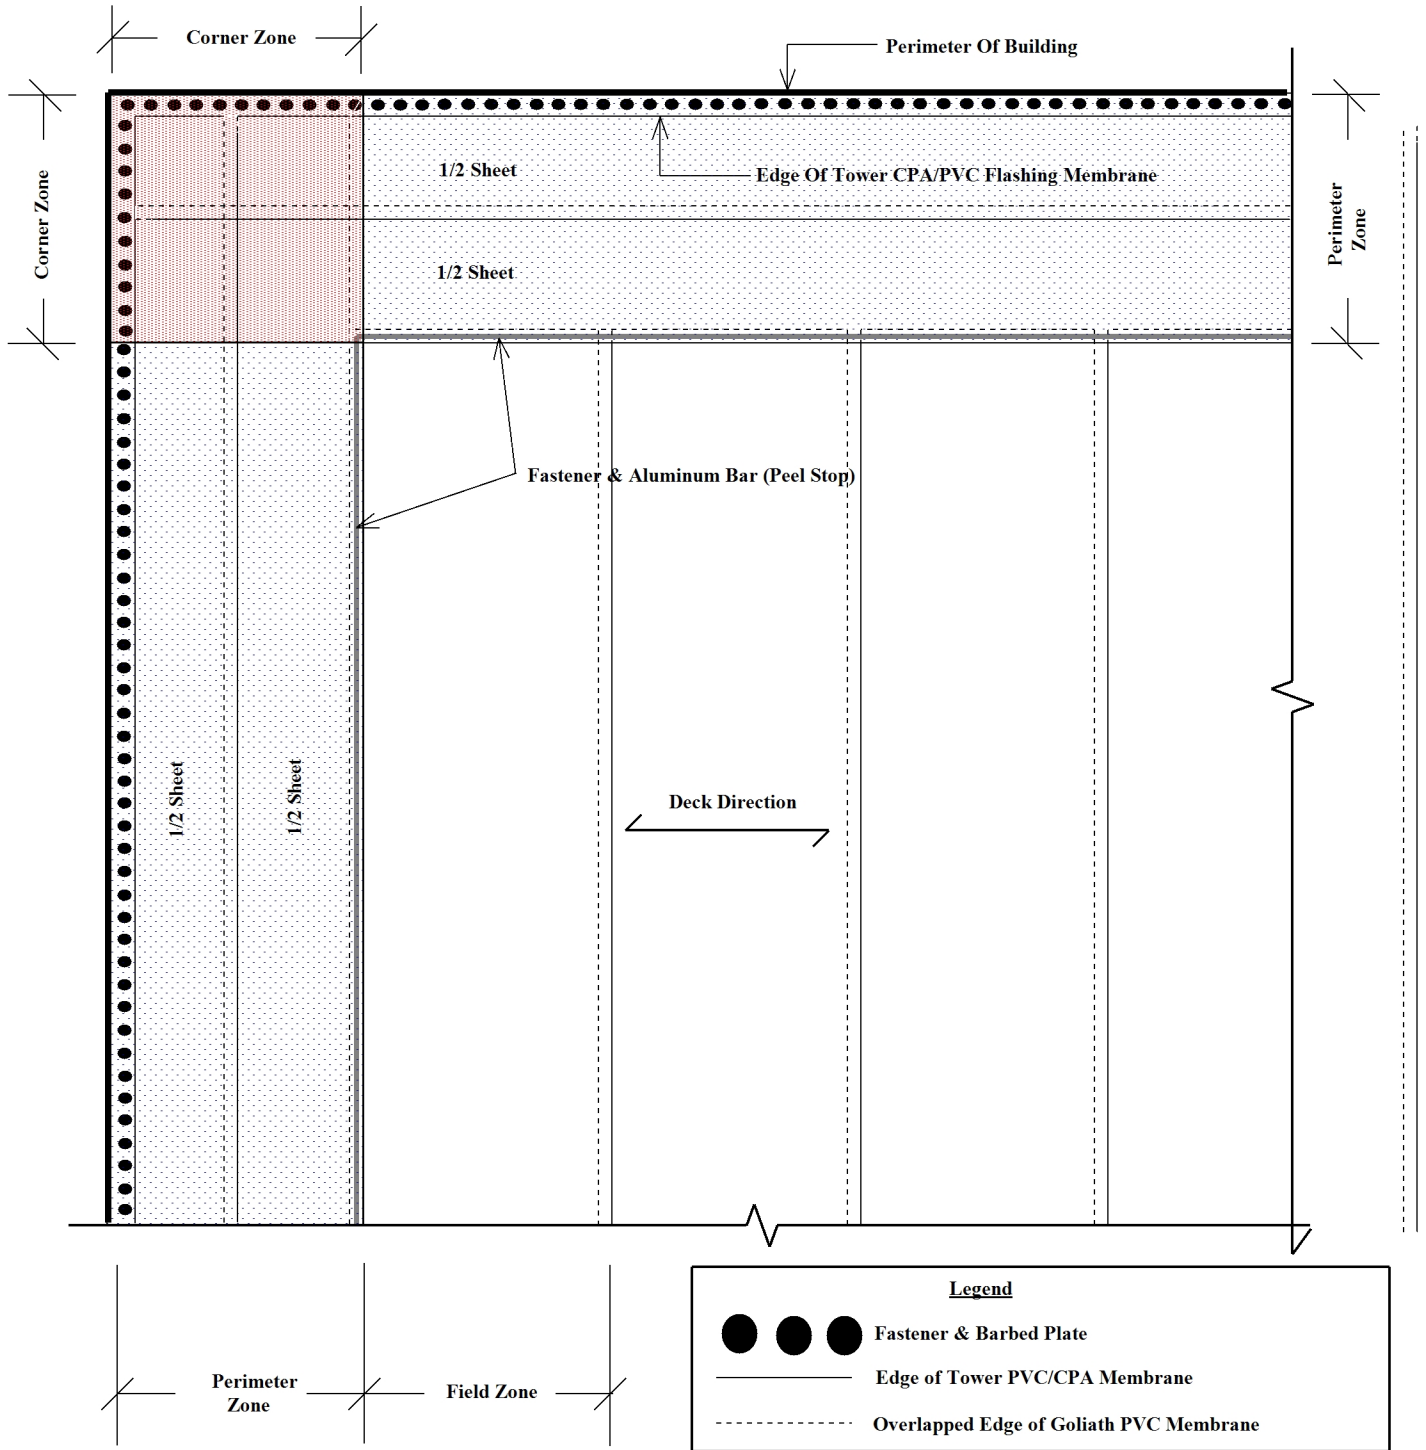 Corner Zone
Perimeter Of Building
Corner Zone
1/2 Sheet
Edge Of Tower CPA/PVC Flashing Membrane
Perimeter
Zone
1/2 Sheet
Fastener & Aluminum Bar (Peel Stop)
1/2 Sheet
1/2 Sheet
Deck Direction
Perimeter
Zone
Field Zone
Legend
Fastener & Barbed Plate
Edge of Tower PVC/CPA Membrane
Overlapped Edge of Goliath PVC Membrane